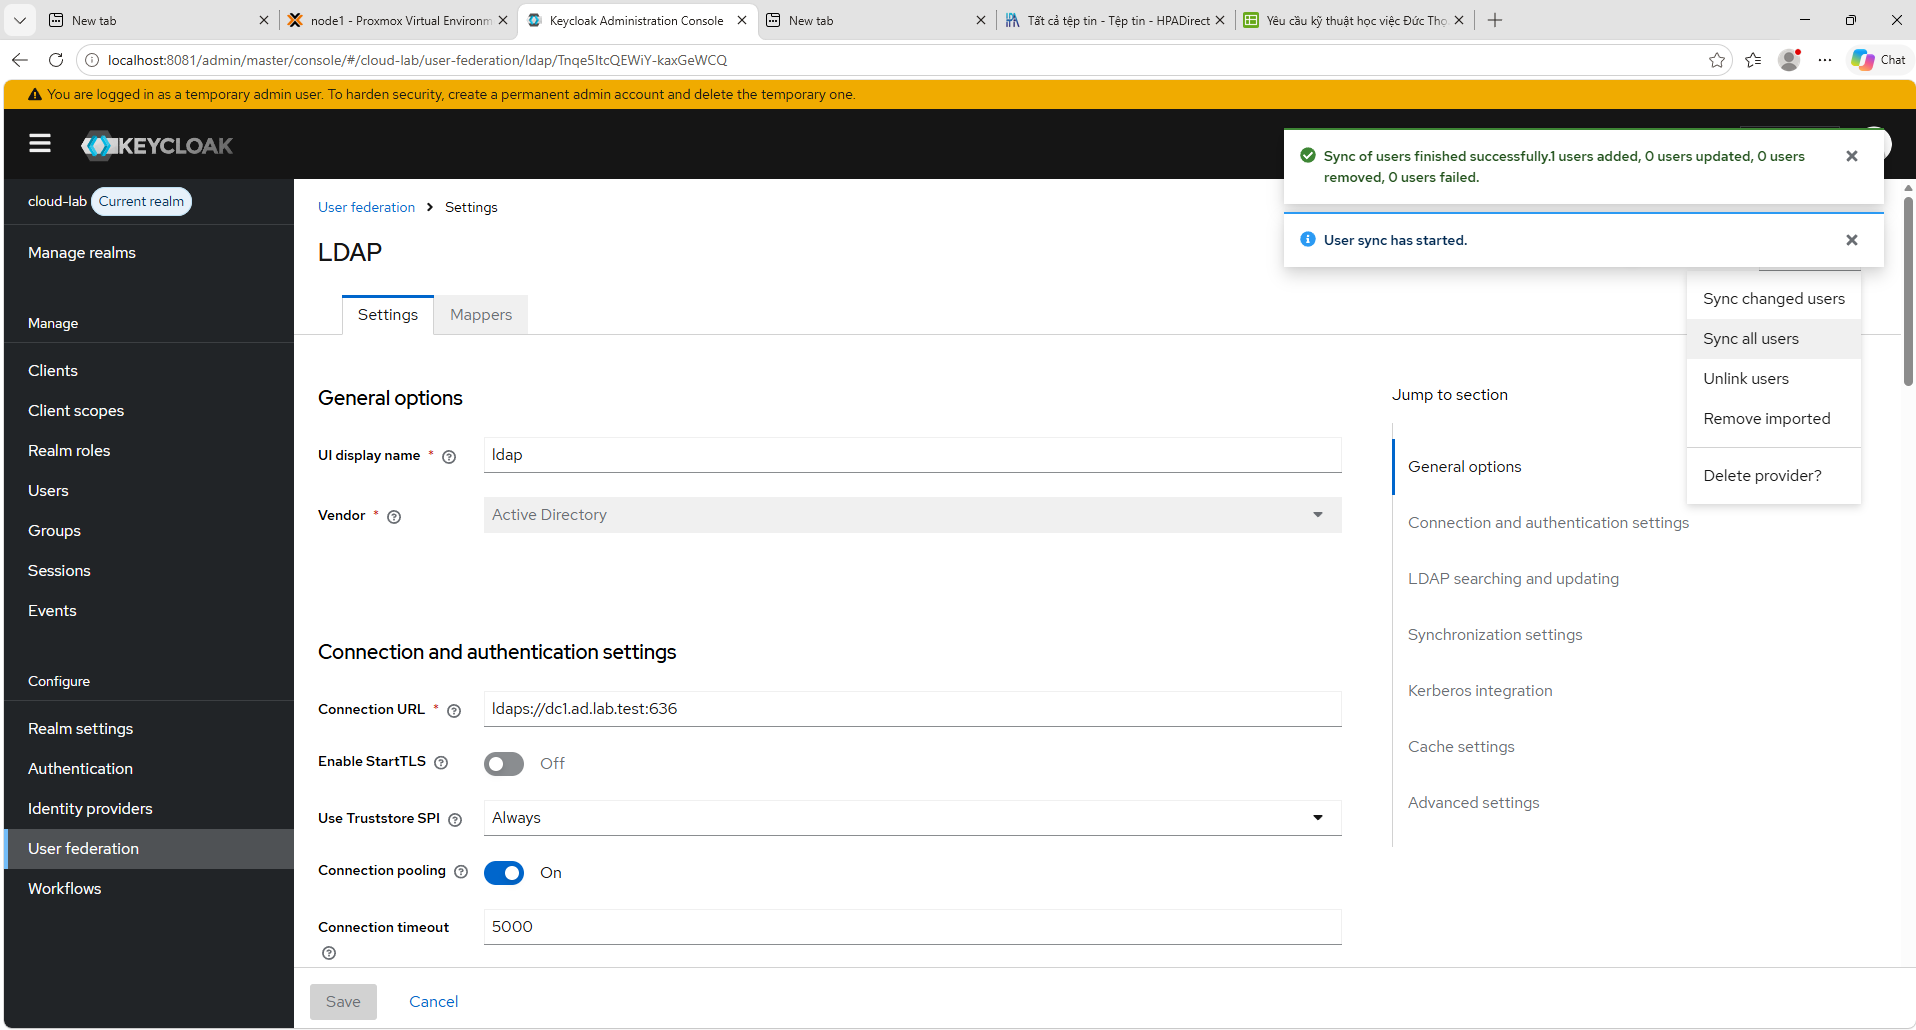 New tab
node1 - Proxmox Virtual Environm
Keycloak Administration Console
New tab
Tất cả tệp tin - Tệp tin - HPADirect
Yêu cầu kỹ thuật học việc Đức Thọ
localhost:8081/admin/master/console/#/cloud-lab/user-federation/ldap/Tnqe5ltcQEWiY-kaxGeWCQ
Chat
You are logged in as a temporary admin user. To harden security, create a permanent admin account and delete the temporary one.
KEYCLOAK
Sync of users finished successfully.1 users added, 0 users updated, 0 users
removed, 0 users failed.
User sync has started.
cloud-lab Current realm
Manage realms
Manage
Clients
Client scopes
Realm roles
Users
Groups
Sessions
Events
Configure
Realm settings
Authentication
Identity providers
User federation
Workflows
User federation Settings
LDAP
Settings
Mappers
Sync changed users
Sync all users
Unlink users
Remove imported
Delete provider?
General options
UI display name *
ldap
Vendor *
Active Directory
Connection and authentication settings
Connection URL *
ldaps://dc1.ad.lab.test:636
Enable StartTLS
Off
Use Truststore SPI
Always
Connection pooling
On
Connection timeout
5000
Jump to section
General options
Connection and authentication settings
LDAP searching and updating
Synchronization settings
Kerberos integration
Cache settings
Advanced settings
Save
Cancel